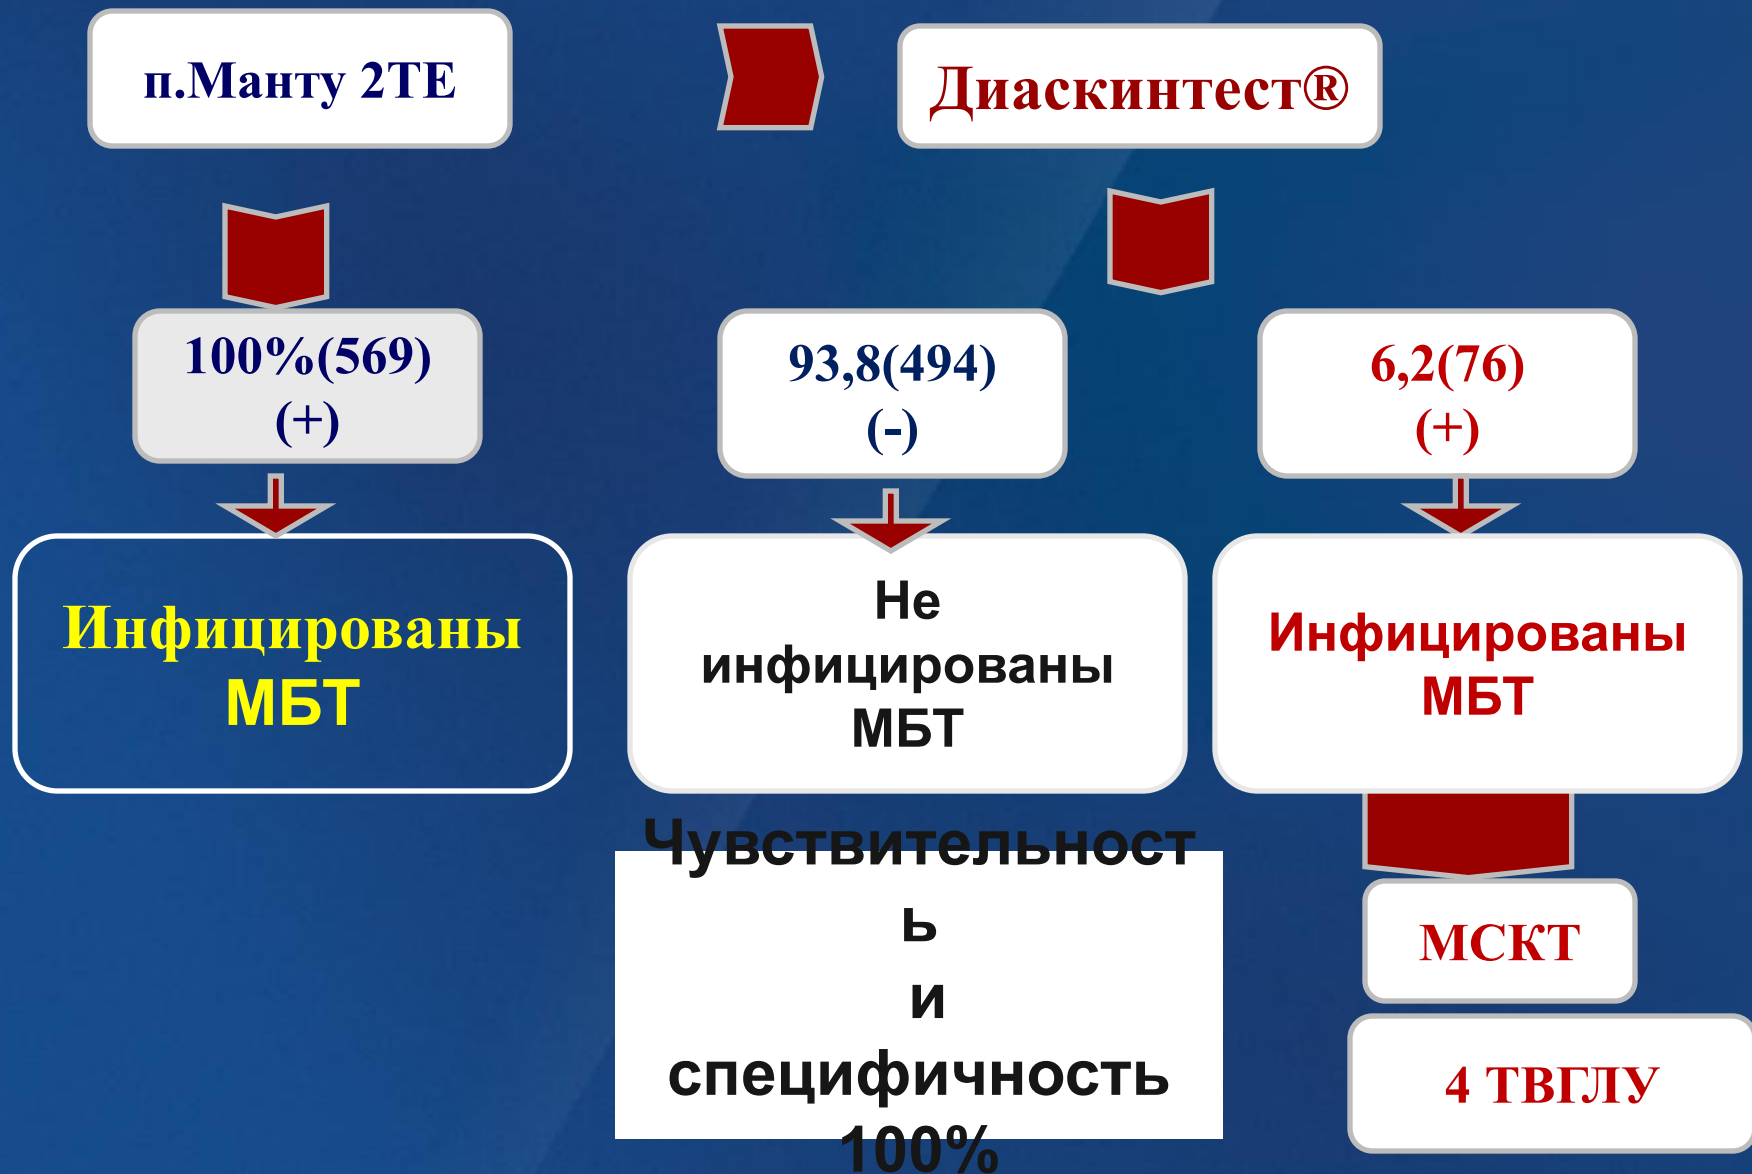 п.Манту 2ТЕ
Диаскинтест®
100%(569)
(+)
93,8(494)
(-)
6,2(76)
(+)
Инфицированы
МБТ
Не
инфицированы
МБТ
Инфицированы
МБТ
Чувствительност
ь
и
специфичность
100%
МСКТ
4 ТВГЛУ